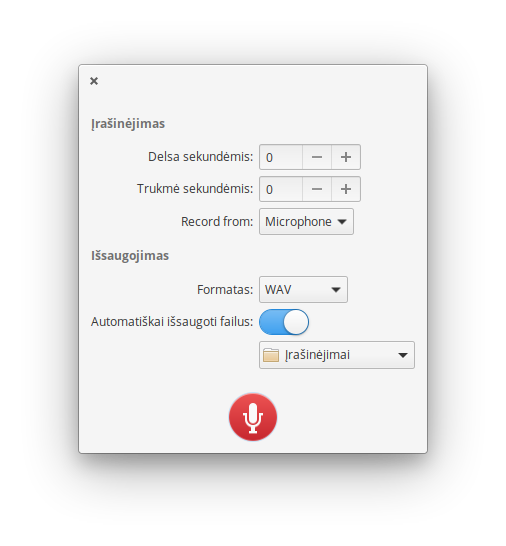 Įrašinėjimas
Delsa sekundėmis: 0
Trukmė sekundėmis: 0
Record from: Microphone
Išsaugojimas
Formatas: WAV
Automatiškai išsaugoti failus:
Įrašinėjimai